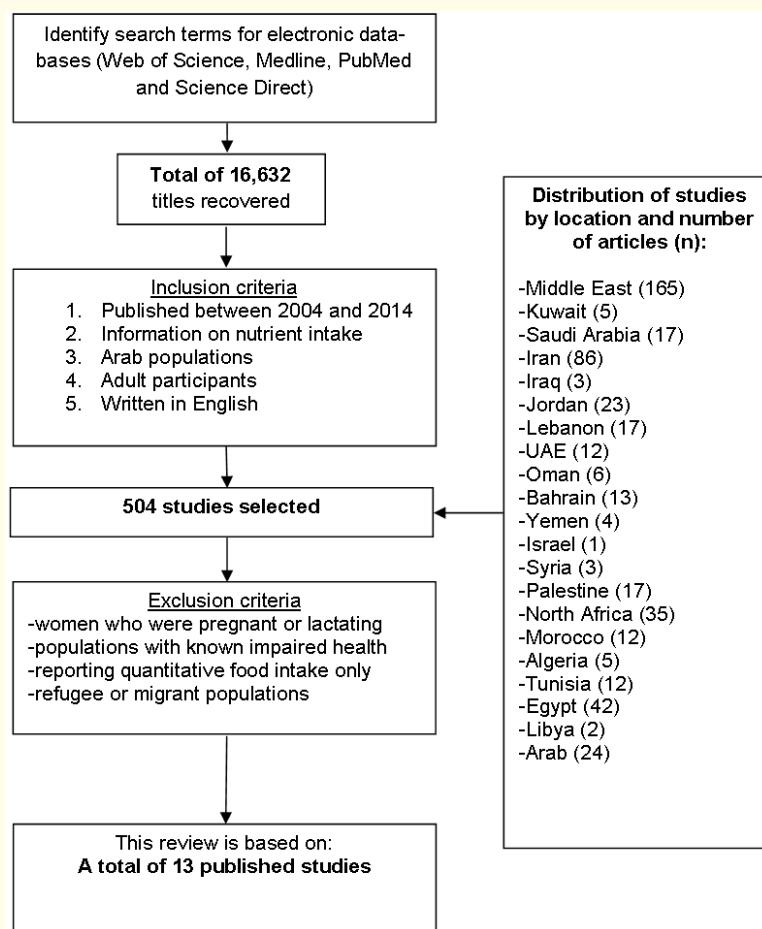 Identify search terms for electronic data-
bases (Web of Science, Medline, PubMed
and Science Direct)
Total of 16,632
titles recovered
Inclusion criteria
1. Published between 2004 and 2014
2. Information on nutrient intake
3. Arab populations
4. Adult participants
5. Written in English
504 studies selected
Exclusion criteria
-women who were pregnant or lactating
-populations with known impaired health
-reporting quantitative food intake only
-refugee or migrant populations
This review is based on:
A total of 13 published studies
Distribution of studies
by location and number
of articles (n):
-Middle East (165)
-Kuwait (5)
-Saudi Arabia (17)
-Iran (86)
-Iraq (3)
-Jordan (23)
-Lebanon (17)
-UAE (12)
-Oman (6)
-Bahrain (13)
-Yemen (4)
-Israel (1)
-Syria (3)
-Palestine (17)
-North Africa (35)
-Morocco (12)
-Algeria (5)
-Tunisia (12)
-Egypt (42)
-Libya (2)
-Arab (24)